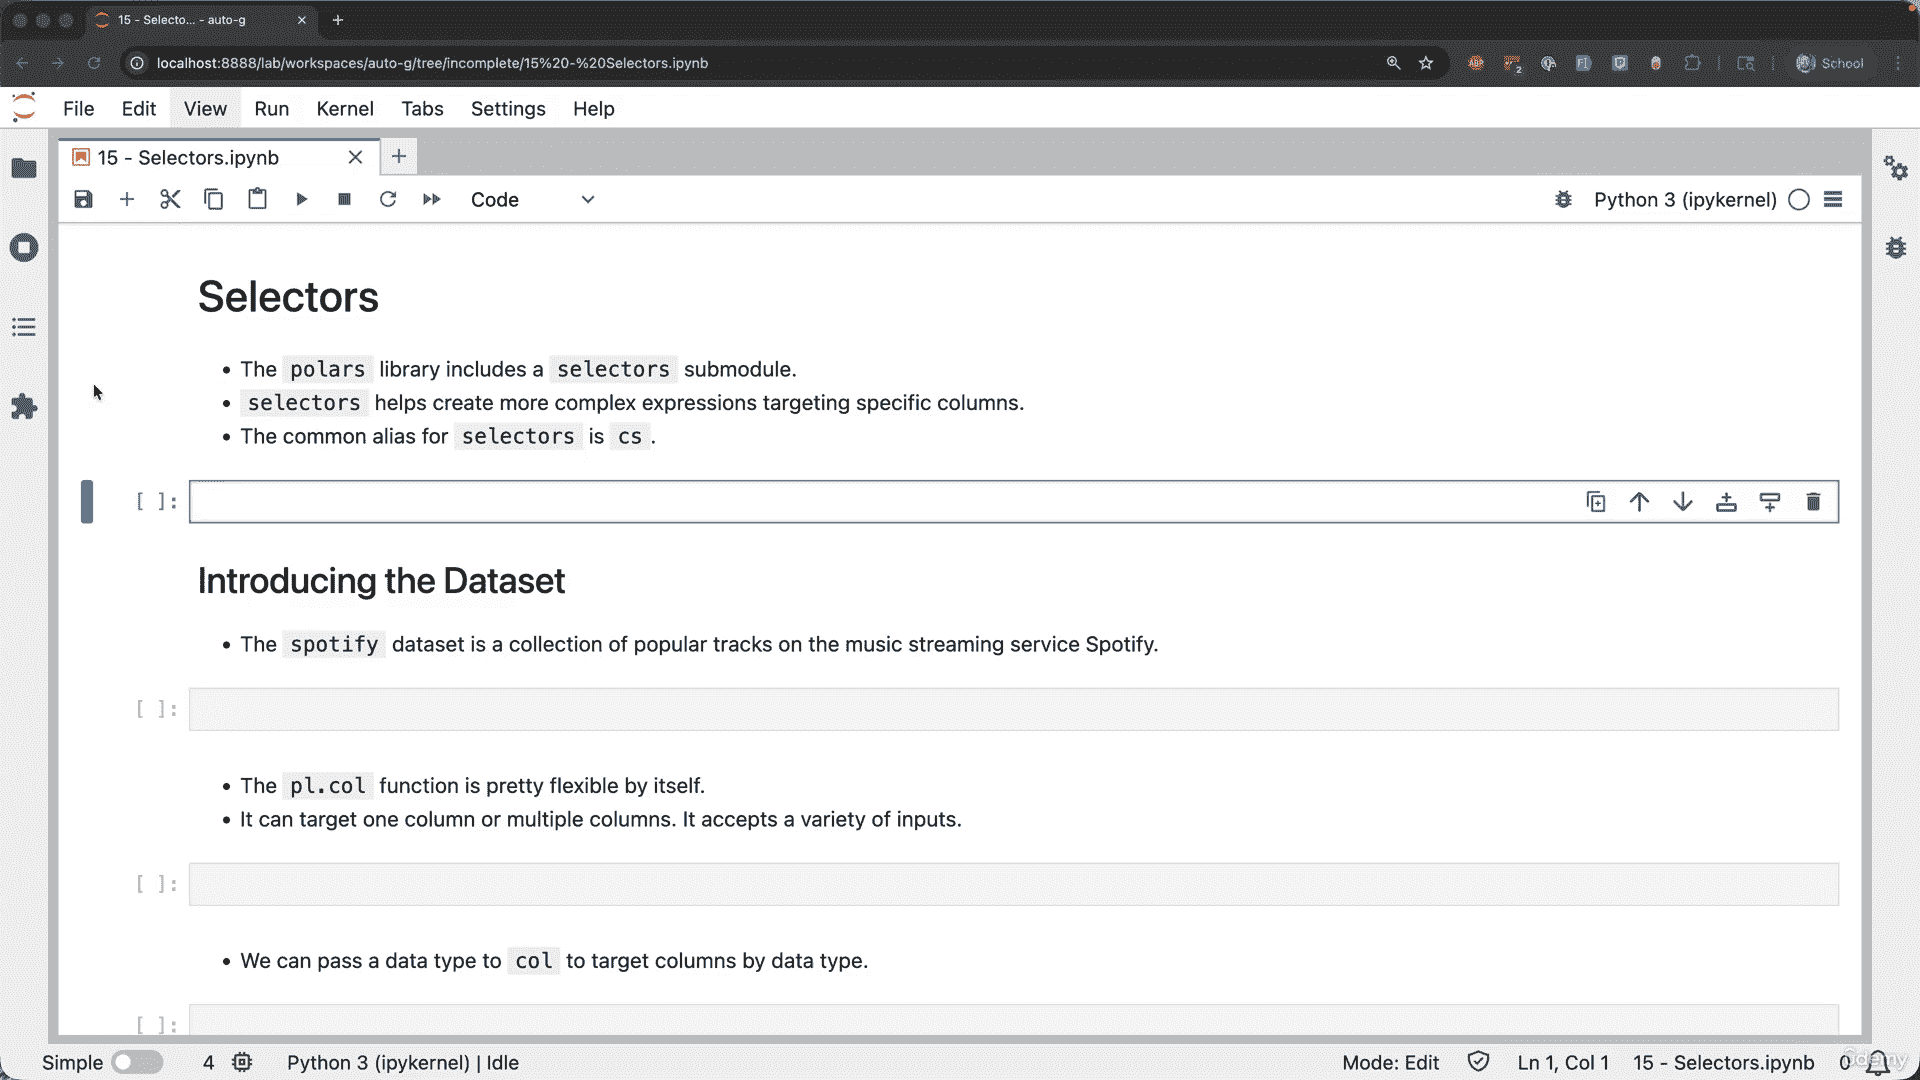 15 - Selecto... - auto-g
localhost:8888/lab/workspaces/auto-g/tree/incomplete/15%20-%20Selectors.ipynb
ABP
2
School
File Edit View Run Kernel Tabs Settings Help
15 - Selectors.ipynb
Code
Python 3 (ipykernel)
Selectors
• The polars library includes a selectors submodule.
• selectors helps create more complex expressions targeting specific columns.
• The common alias for selectors is cs .
[ ]:
Introducing the Dataset
• The spotify dataset is a collection of popular tracks on the music streaming service Spotify.
[ ]:
• The pl.col function is pretty flexible by itself.
• It can target one column or multiple columns. It accepts a variety of inputs.
[ ]:
• We can pass a data type to col to target columns by data type.
[ ]:
Simple 4 Python 3 (ipykernel) | Idle Mode: Edit Ln 1, Col 1 15 - Selectors.ipynb 0
Udemy